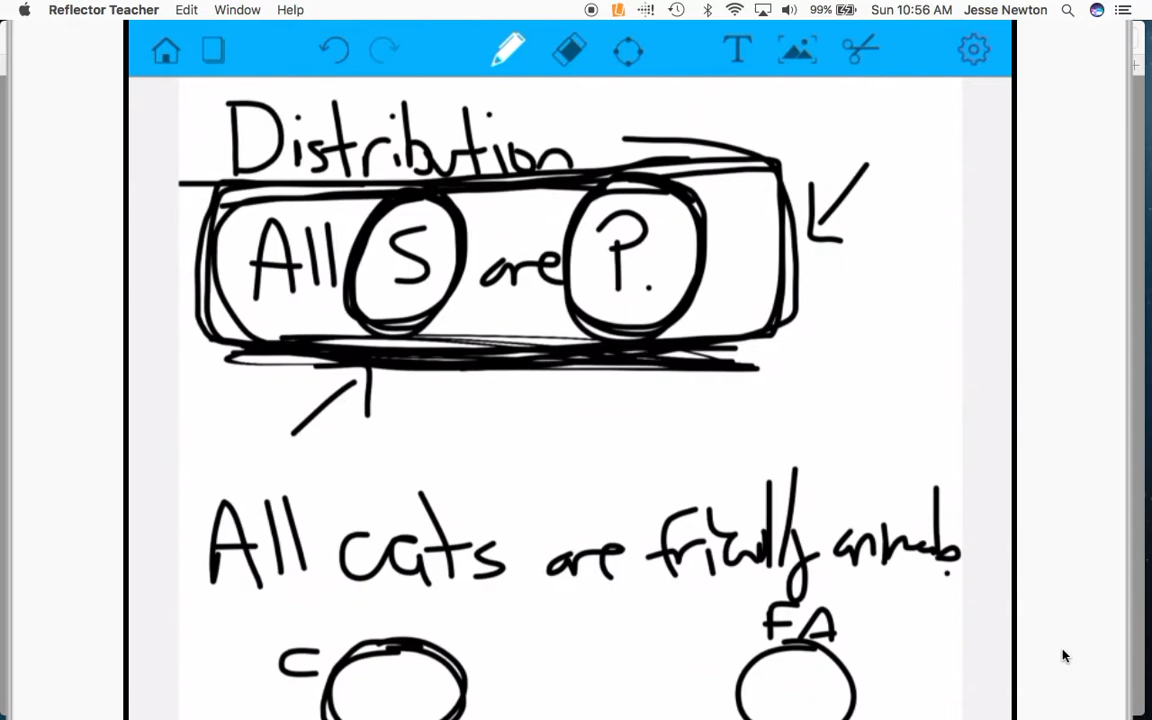 Reflector Teacher Edit Window Help 99% Sun 10:56 AM Jesse Newton
T
Distribution
All S are P.
All cats are friendly animals.
FA
C